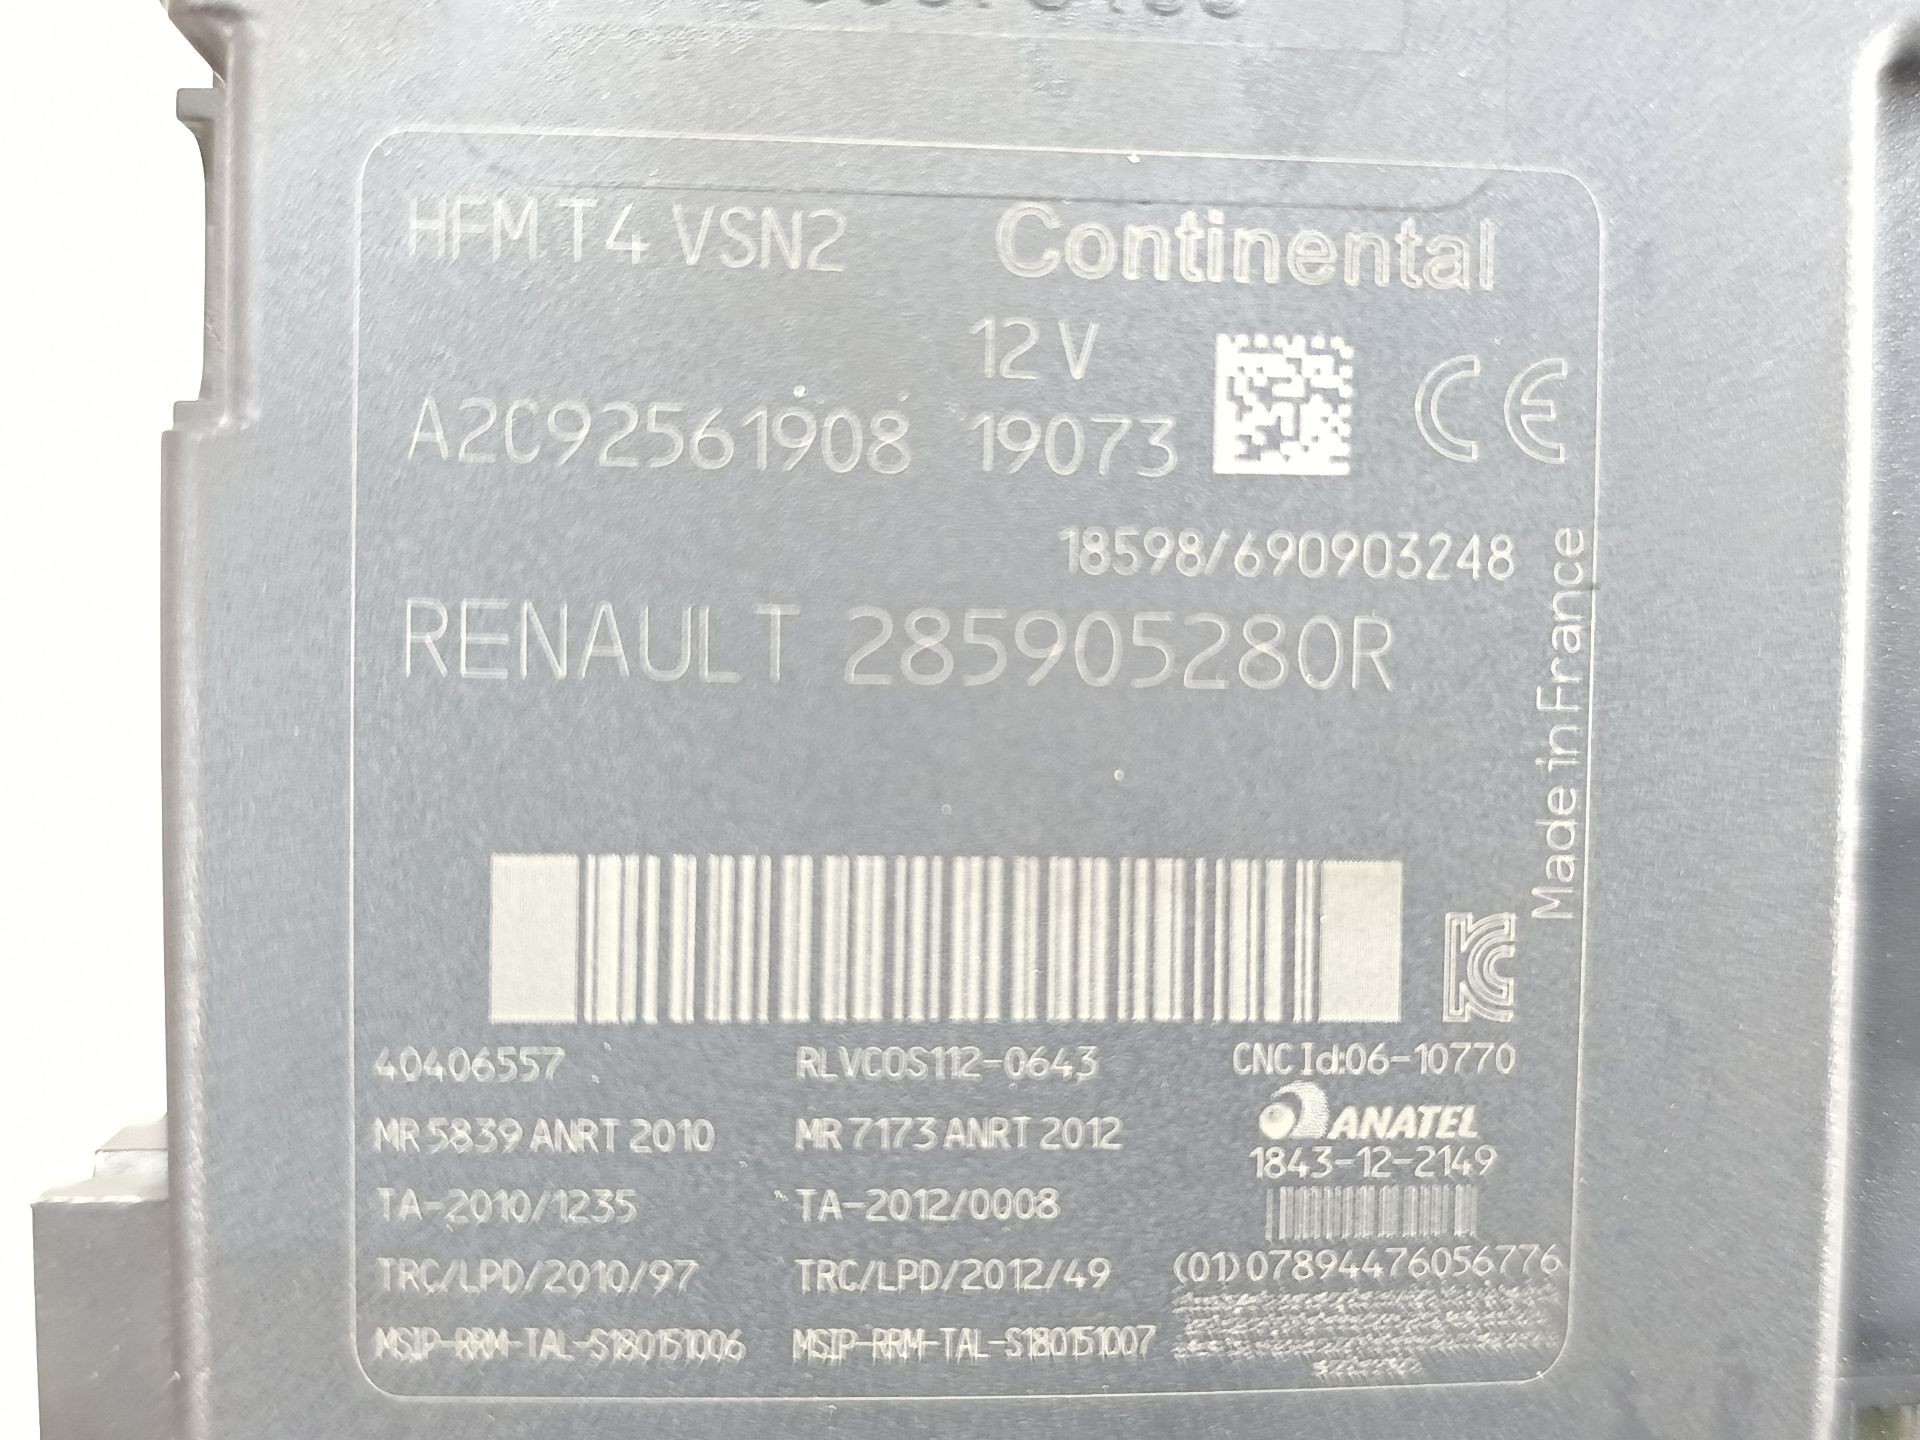 HFM T4 VSN2 Continental
12 V
A2C92561908 19073 CE
18598/690903248
RENAULT 285905280R
Made in France
40406557 RLVCOS112-0643 CNC Id:06-10770
MR 5839 ANRT 2010 MR 7173 ANRT 2012 ANATEL
1843-12-2149
TA-2010/1235 TA-2012/0008
TRC/LPD/2010/97 TRC/LPD/2012/49 (01)07894476056776
MSIP-RRM-TAL-S180151006 MSIP-RRM-TAL-S180151007